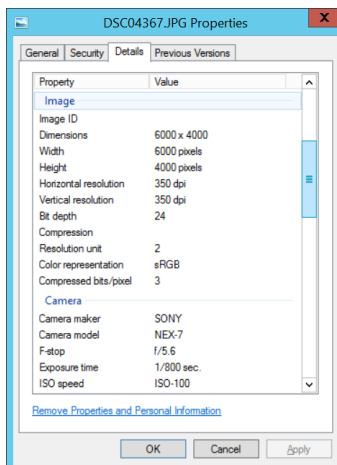 DSC04367.JPG Properties
x
General Security Details Previous Versions
Property Value
Image
Image ID
Dimensions 6000 x 4000
Width 6000 pixels
Height 4000 pixels
Horizontal resolution 350 dpi
Vertical resolution 350 dpi
Bit depth 24
Compression
Resolution unit 2
Color representation sRGB
Compressed bits/pixel 3
Camera
Camera maker SONY
Camera model NEX-7
F-stop f/5.6
Exposure time 1/800 sec.
ISO speed ISO-100
Remove Properties and Personal Information
OK Cancel Apply